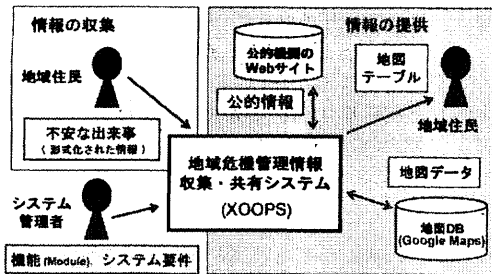 情報の収集
地域住民
不安な出来事
(形式化された情報)
システム
管理者
機能 (Module)、システム要件
地域危機管理情報
収集・共有システム
(XOOPS)
情報の提供
公的機関の
Webサイト
公的情報
地図
テーブル
地域住民
地図データ
地図DB
(Google Maps)